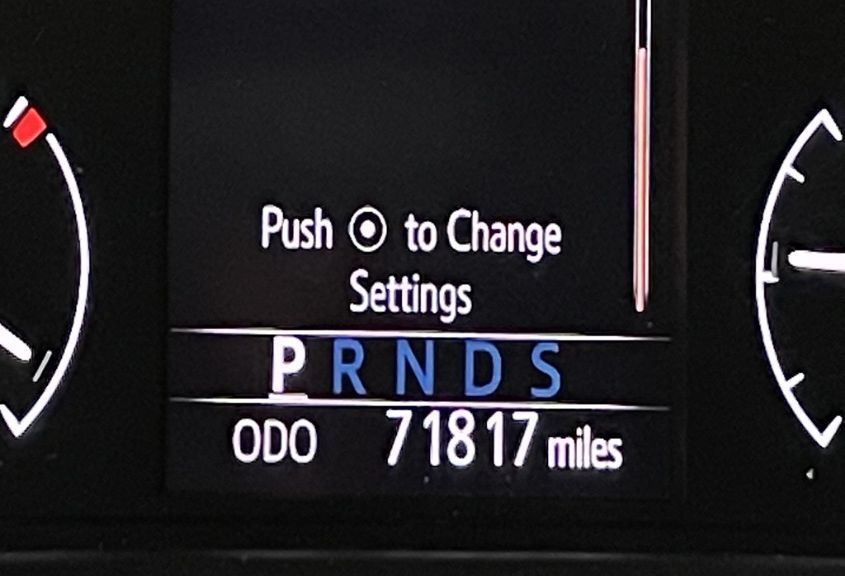 Push to Change
Settings
P R N D S
ODO 71817 miles